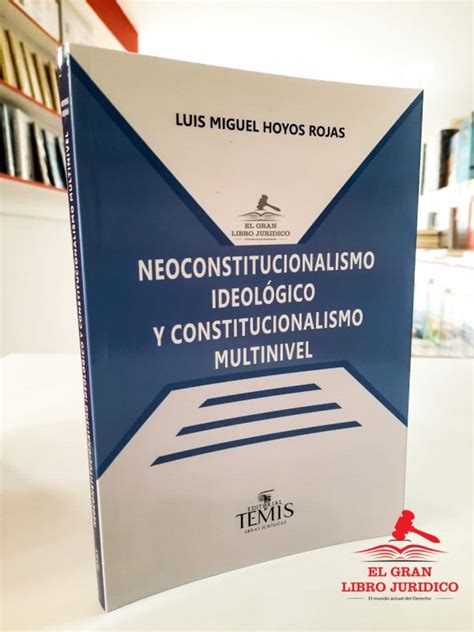 LUIS MIGUEL HOYOS ROJAS
EL GRAN
LIBRO JURIDICO
NEOCONSTITUCIONALISMO
IDEOLÓGICO
Y CONSTITUCIONALISMO
MULTINIVEL
EDITORIAL
TEMIS
OBRAS JURIDICAS
NEOCONSTITUCIONALISMO IDEOLÓGICO Y CONSTITUCIONALISMO MULTINIVEL
EL GRAN
LIBRO JURIDICO
El mundo actual del Derecho